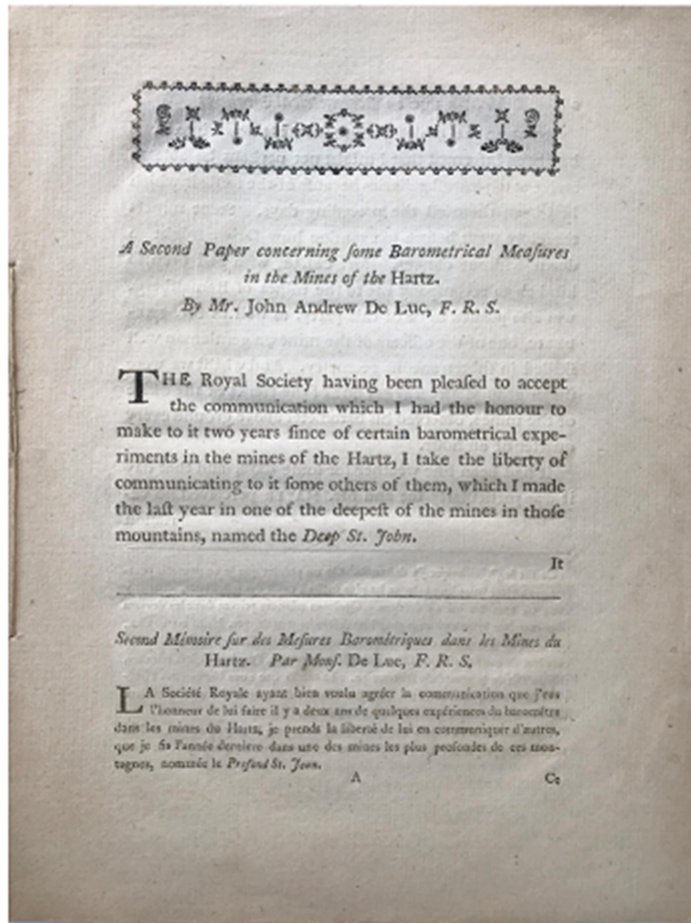 A Second Paper concerning ſome Barometrical Meaſures
in the Mines of the Hartz.
By Mr. John Andrew De Luc, F. R. S.
THE Royal Society having been pleaſed to accept
the communication which I had the honour to
make to it two years ſince of certain barometrical expe-
riments in the mines of the Hartz, I take the liberty of
communicating to it ſome others of them, which I made
the laſt year in one of the deepeſt of the mines in thoſe
mountains, named the Deep St. John.
It
Second Mémoire ſur des Meſures Barométriques dans les Mines du
Hartz. Par Monſ. De Luc, F. R. S.
LA Société Royale ayant bien voulu agréer la communication que j'eus
l'honneur de lui faire il y a deux ans de quelques expériences du barométre
dans les mines du Hartz, je prends la liberté de lui en communiquer d'autres,
que je fis l'année derniere dans une des mines les plus profondes de ces mon-
tagnes, nommée le Profond St. Jean.
A
Ce